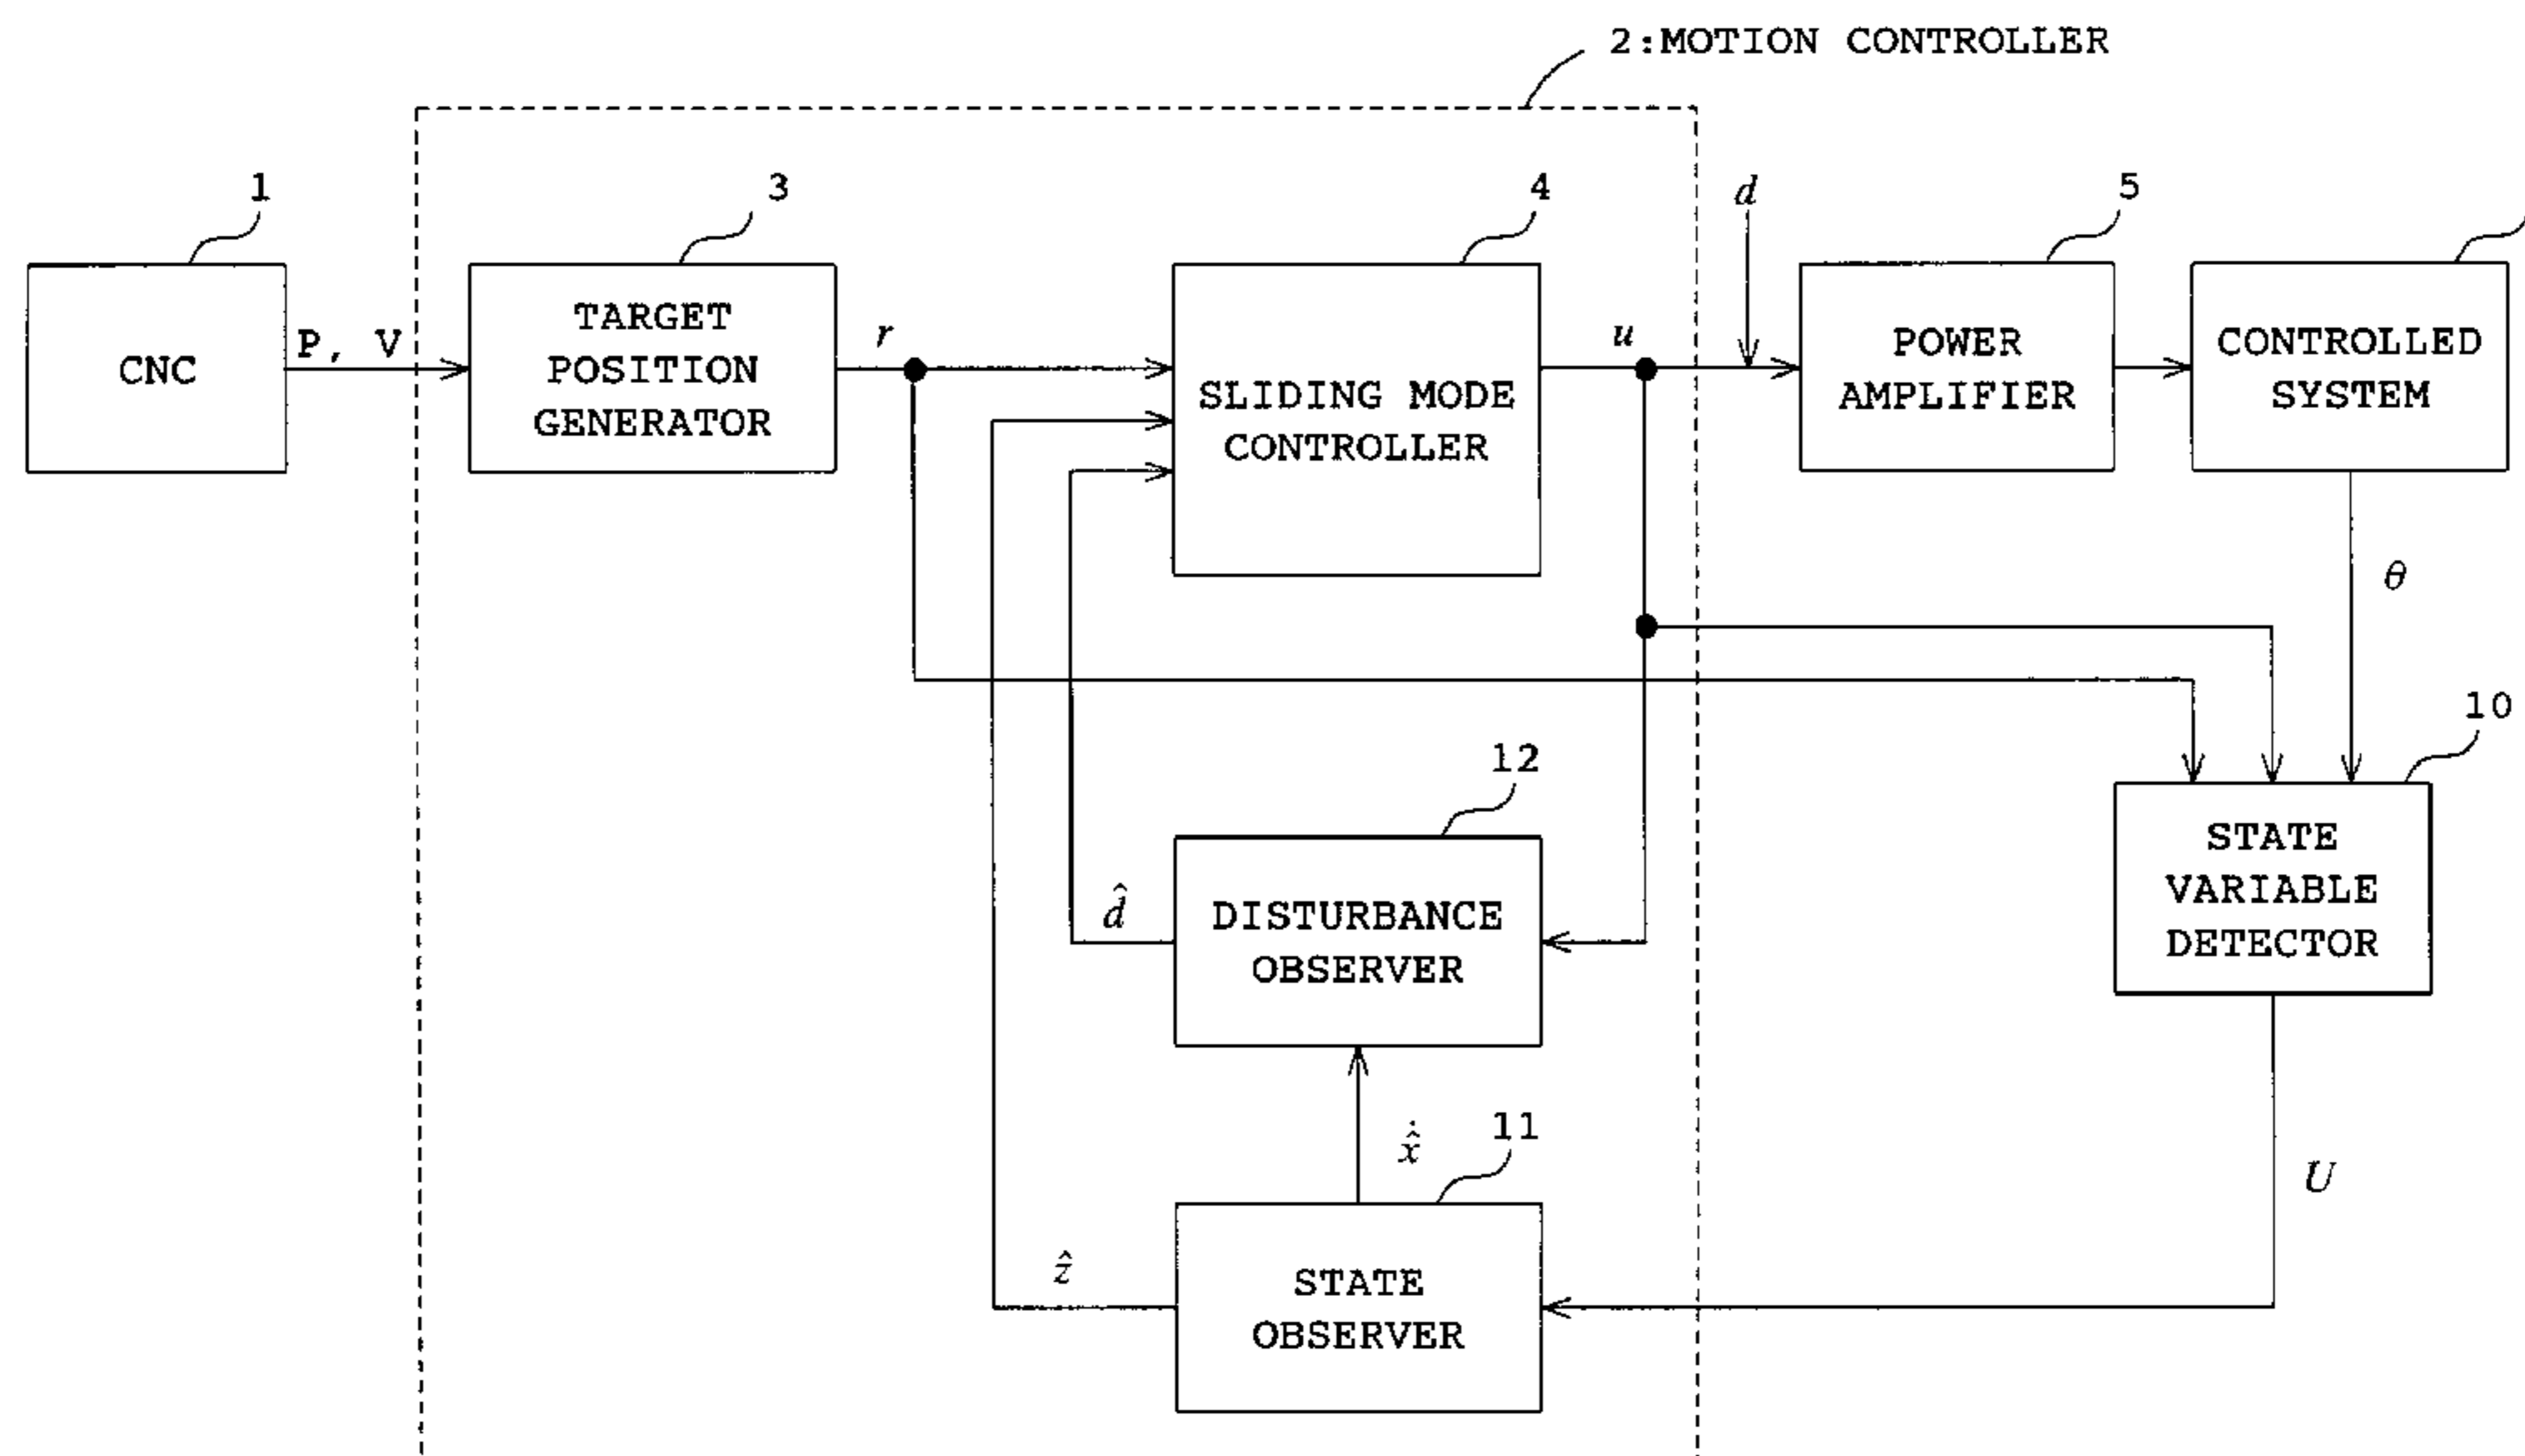 2:MOTION CONTROLLER
1
3
4
d
5
CNC
P, V
TARGET
POSITION
GENERATOR
r
SLIDING MODE
CONTROLLER
u
POWER
AMPLIFIER
CONTROLLED
SYSTEM
θ
10
12
STATE
VARIABLE
DETECTOR
d̂
DISTURBANCE
OBSERVER
x̂̇
11
U
ẑ
STATE
OBSERVER